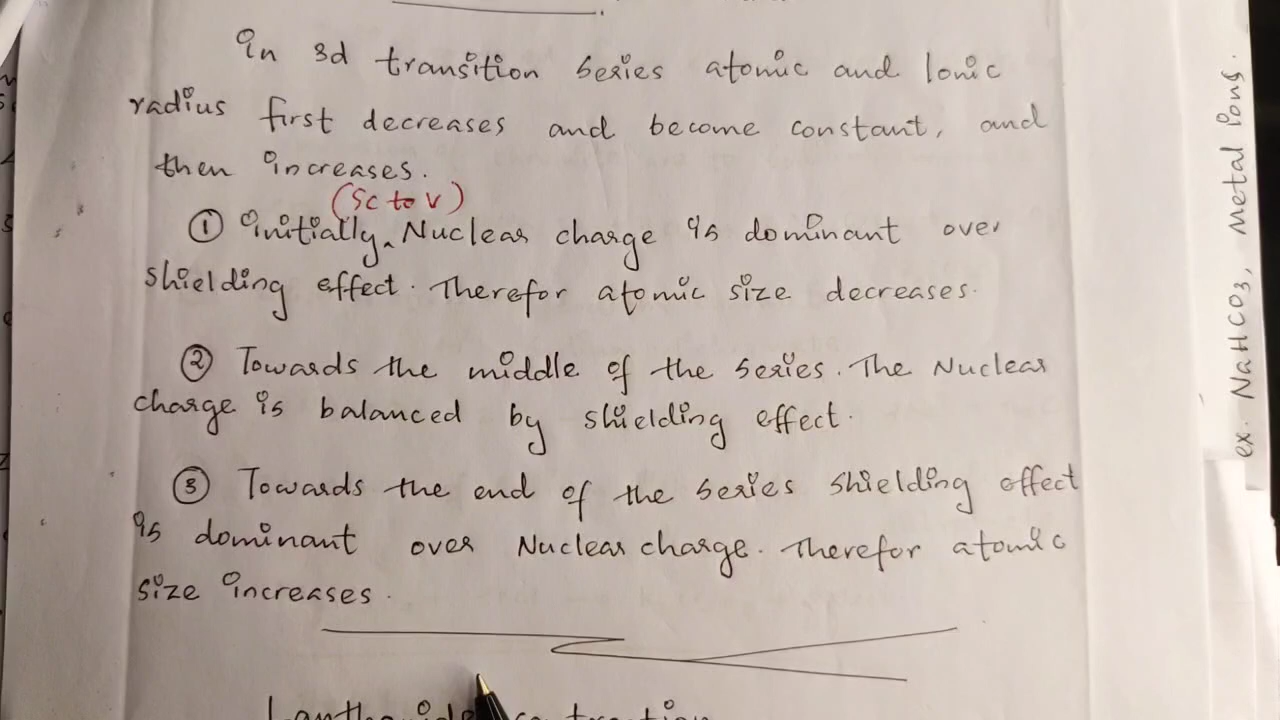 In 3d transition series atomic and Ionic
radius first decreases and become constant, and
then increases.
(Sc to V)
① initially, Nuclear charge is dominant over
shielding effect. Therefor atomic size decreases.
② Towards the middle of the series. The Nuclear
charge is balanced by shielding effect.
③ Towards the end of the series shielding effect
is dominant over Nuclear charge. Therefor atomic
size increases.
ex. NaHCO3, Metal